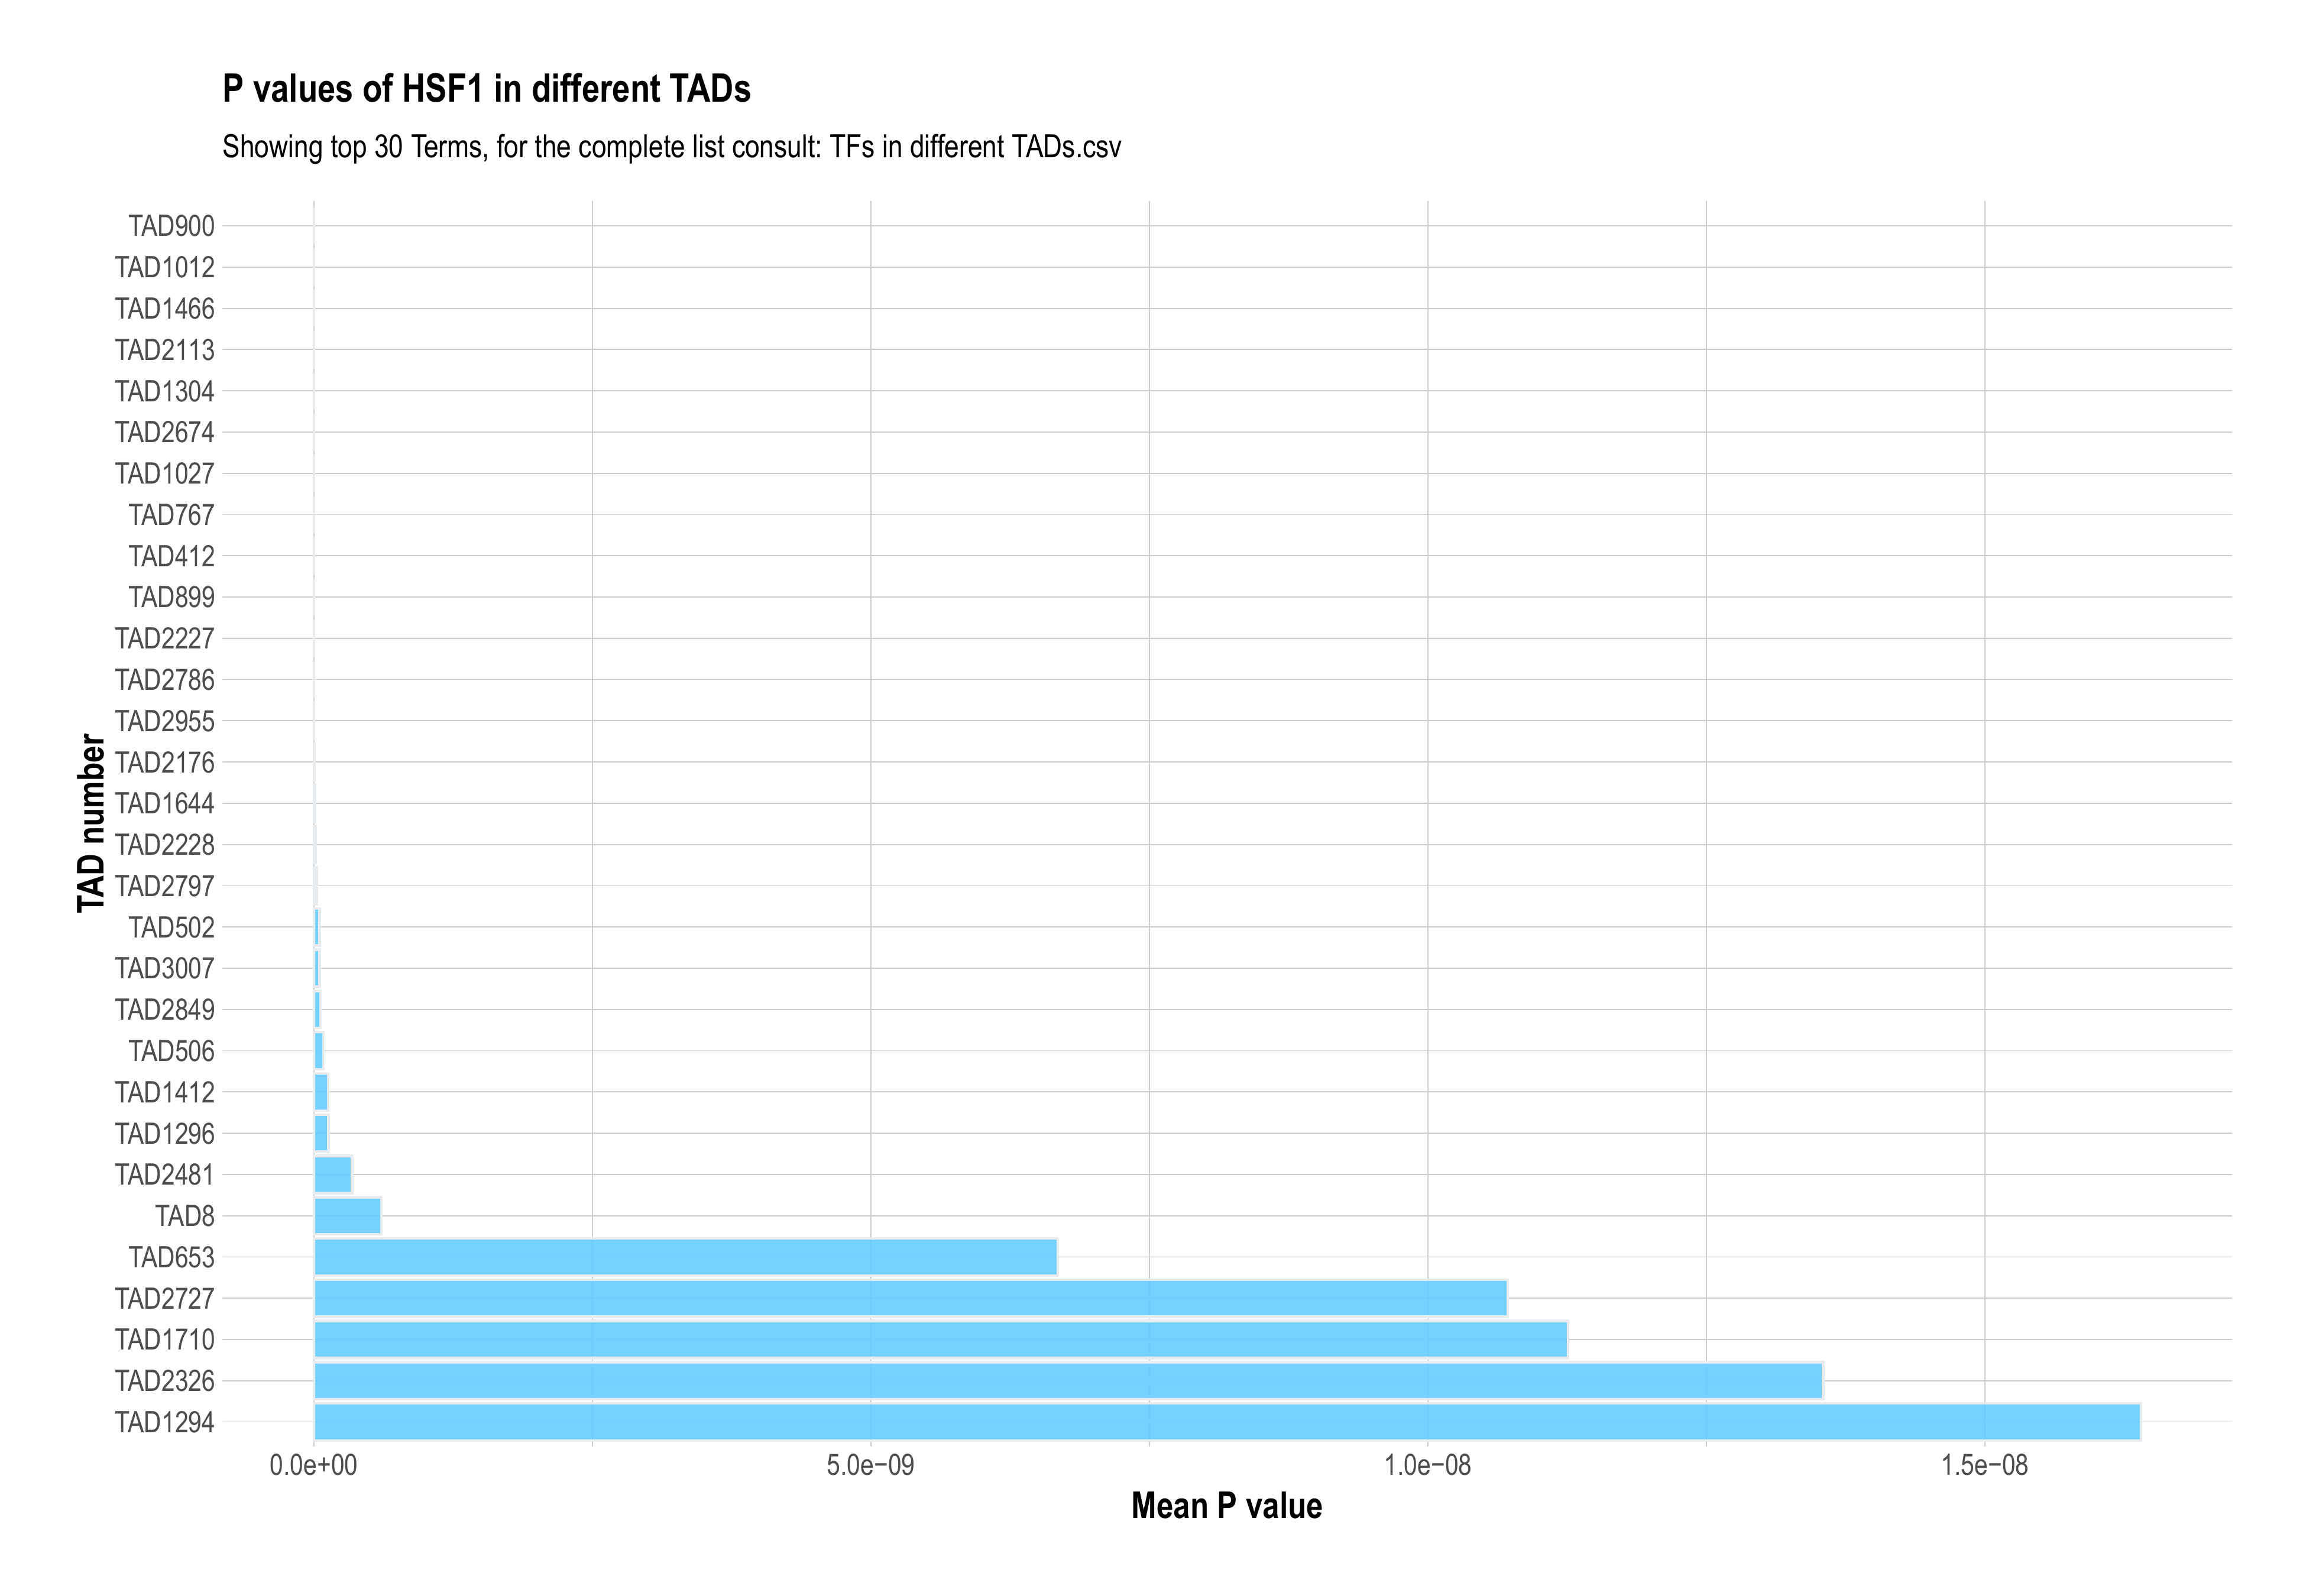 P values of HSF1 in different TADs
Showing top 30 Terms, for the complete list consult: TFs in different TADs.csv
TAD number
TAD900
TAD1012
TAD1466
TAD2113
TAD1304
TAD2674
TAD1027
TAD767
TAD412
TAD899
TAD2227
TAD2786
TAD2955
TAD2176
TAD1644
TAD2228
TAD2797
TAD502
TAD3007
TAD2849
TAD506
TAD1412
TAD1296
TAD2481
TAD8
TAD653
TAD2727
TAD1710
TAD2326
TAD1294
0.0e+00 5.0e−09 1.0e−08 1.5e−08
Mean P value